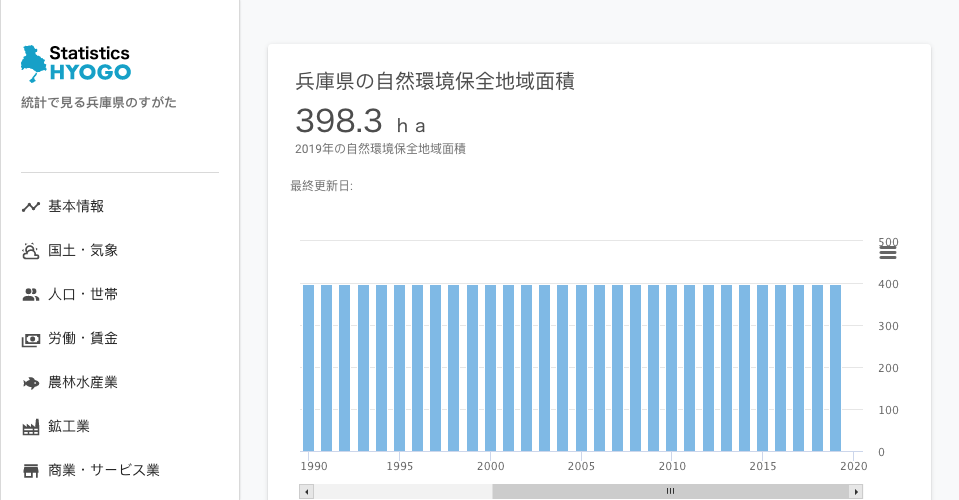 Statistics
HYOGO
統計で見る兵庫県のすがた
基本情報
国土・気象
人口・世帯
労働・賃金
農林水産業
鉱工業
商業・サービス業
兵庫県の自然環境保全地域面積
398.3 ｈａ
2019年の自然環境保全地域面積
最終更新日:
500
400
300
200
100
0
1990 1995 2000 2005 2010 2015 2020